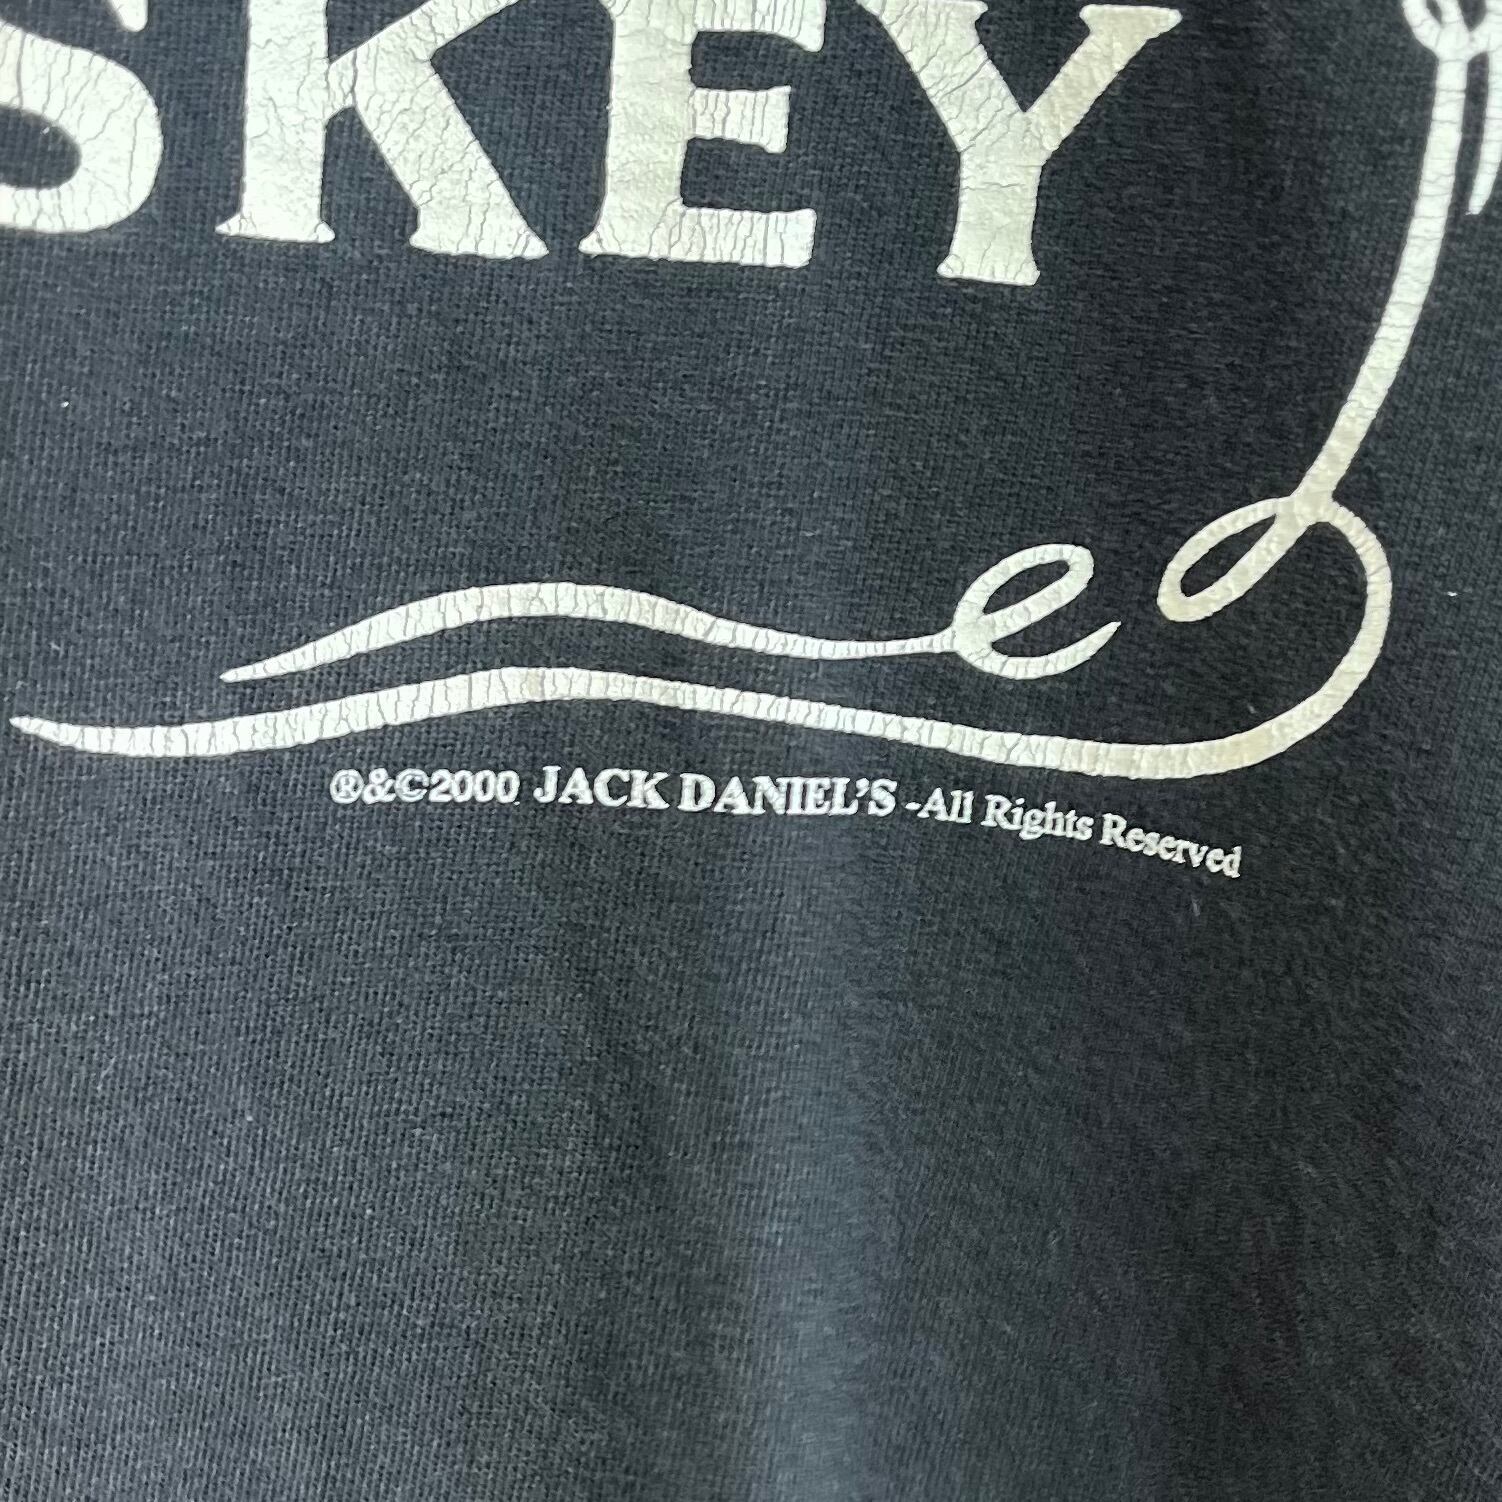 SKEY
®&©2000 JACK DANIEL'S -All Rights Reserved